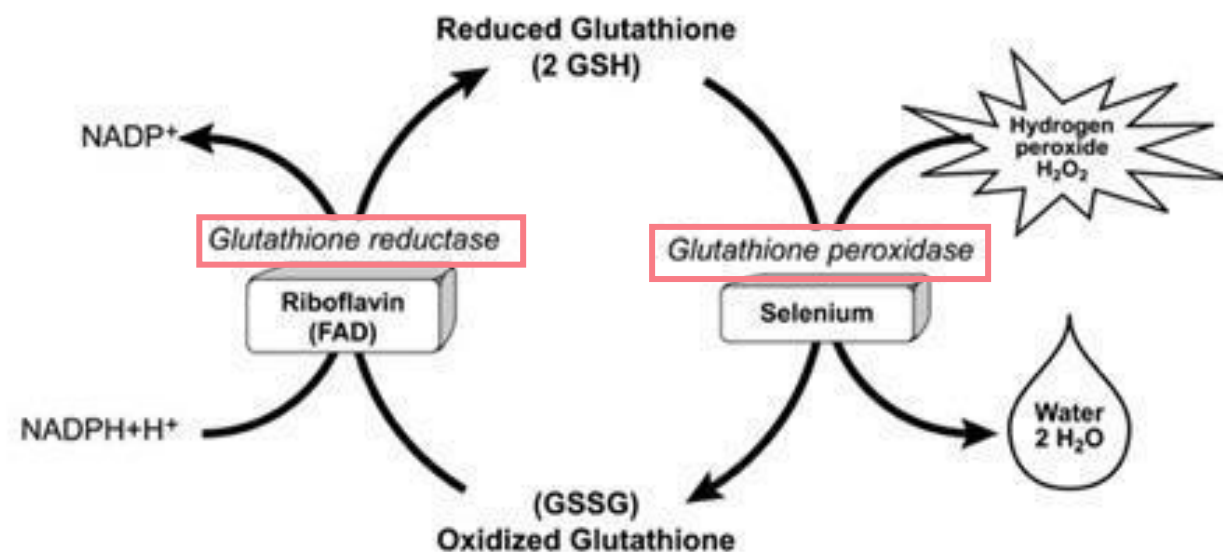 Reduced Glutathione
(2 GSH)
NADP⁺
Hydrogen
peroxide
H₂O₂
Glutathione reductase
Glutathione peroxidase
Riboflavin
(FAD)
Selenium
NADPH+H⁺
Water
2 H₂O
(GSSG)
Oxidized Glutathione